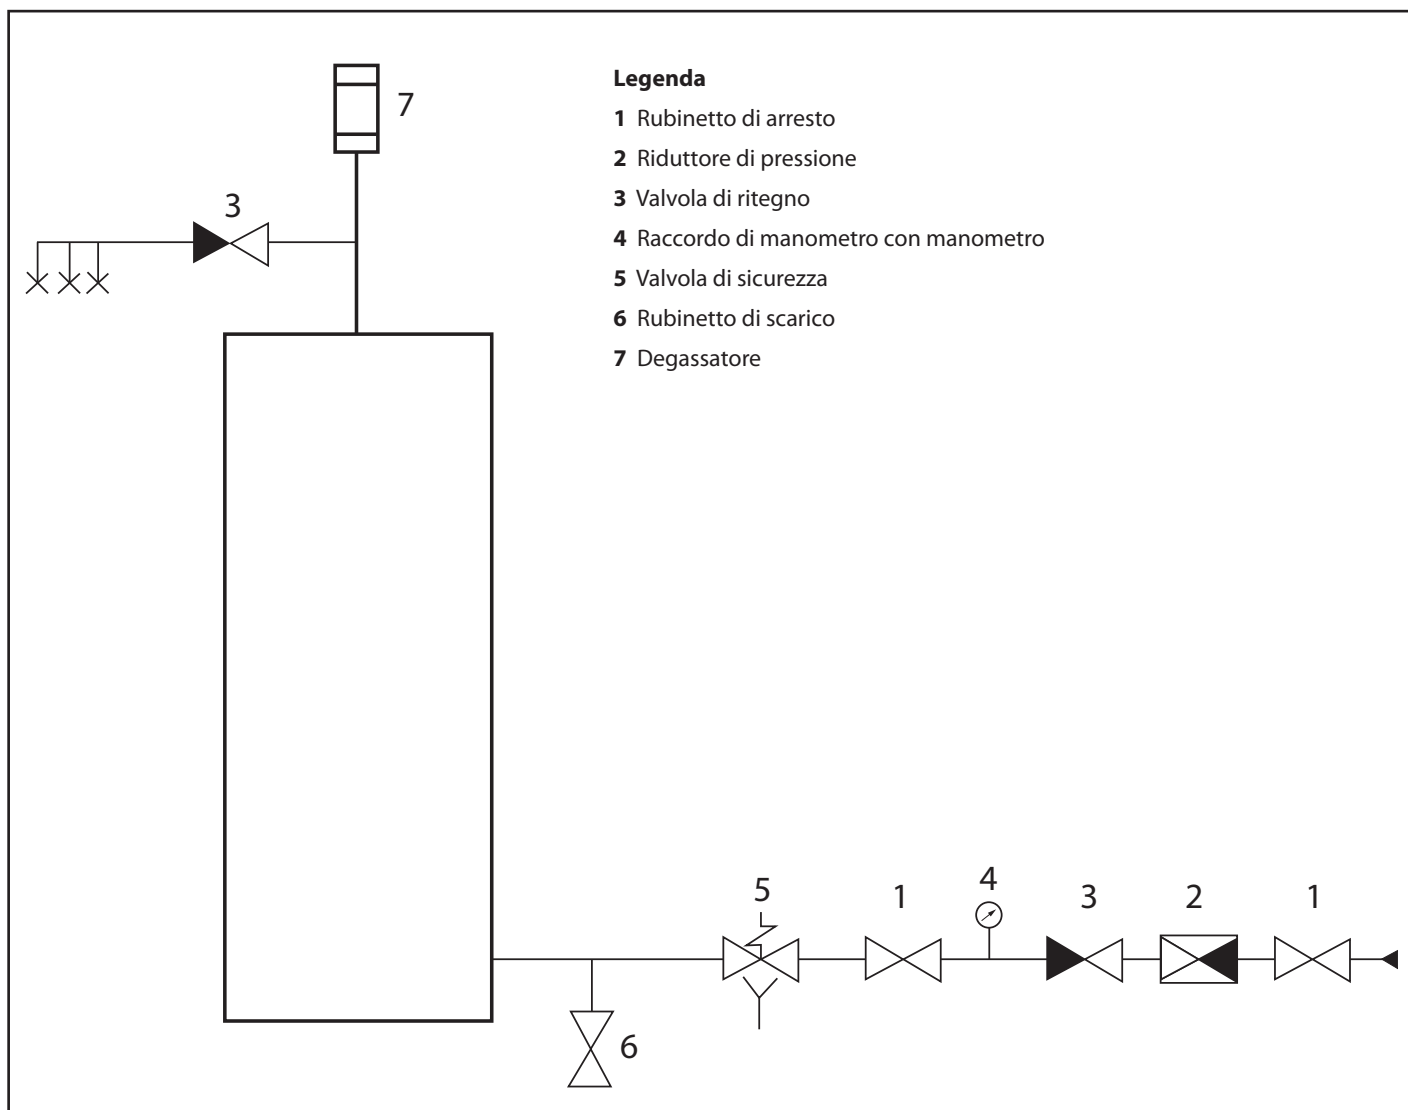 Legenda
1 Rubinetto di arresto
2 Riduttore di pressione
3 Valvola di ritegno
4 Raccordo di manometro con manometro
5 Valvola di sicurezza
6 Rubinetto di scarico
7 Degassatore
7
3
5
1
4
3
2
1
6